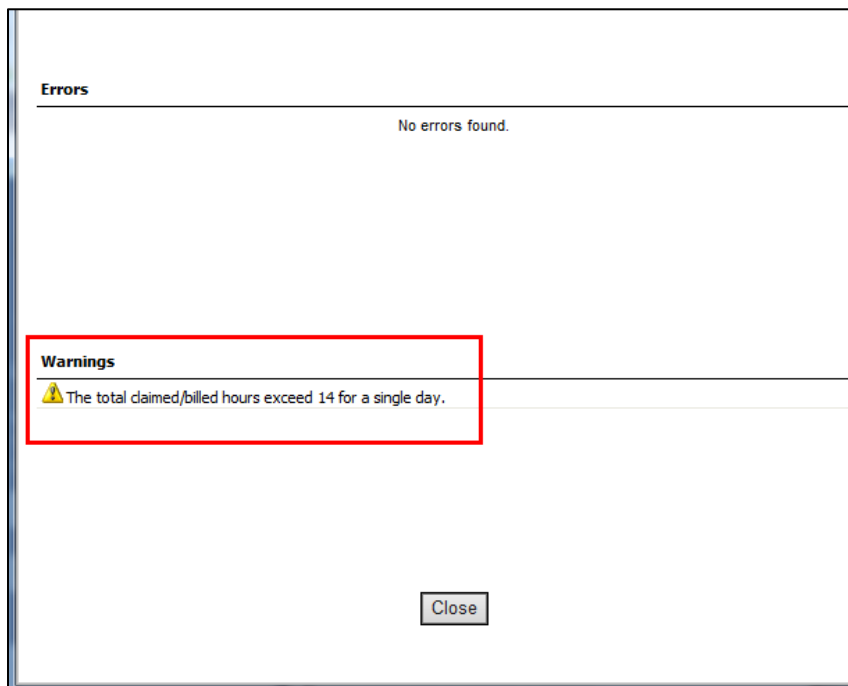 Errors
No errors found.
Warnings
The total claimed/billed hours exceed 14 for a single day.
Close